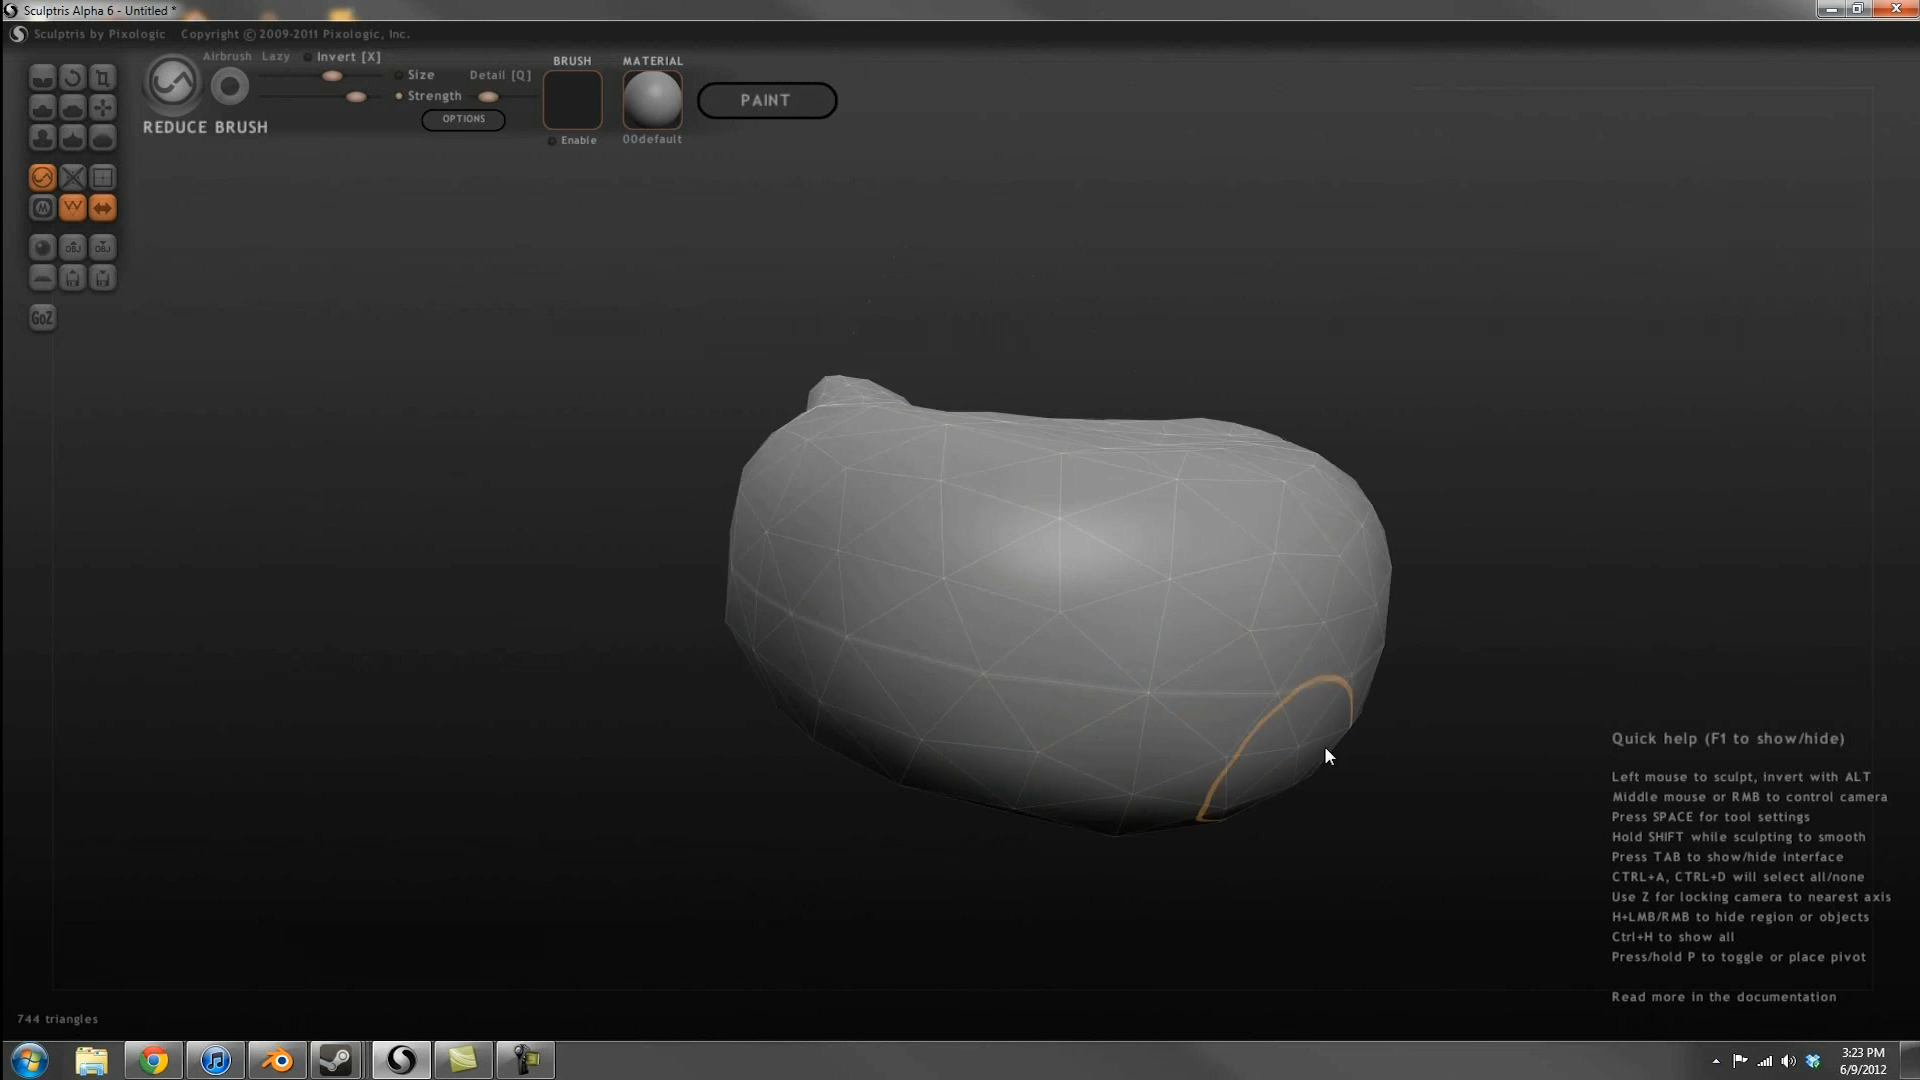 Sculptris Alpha 6 - Untitled *
Sculptris by Pixologic Copyright © 2009-2011 Pixologic, Inc.
Airbrush Lazy Invert [X]
Size Detail [Q]
Strength
OPTIONS
REDUCE BRUSH
BRUSH
Enable
MATERIAL
00default
PAINT
OBJ OBJ
GoZ
Quick help (F1 to show/hide)
Left mouse to sculpt, invert with ALT
Middle mouse or RMB to control camera
Press SPACE for tool settings
Hold SHIFT while sculpting to smooth
Press TAB to show/hide interface
CTRL+A, CTRL+D will select all/none
Use Z for locking camera to nearest axis
H+LMB/RMB to hide region or objects
Ctrl+H to show all
Press/hold P to toggle or place pivot
Read more in the documentation
744 triangles
3:23 PM
6/9/2012